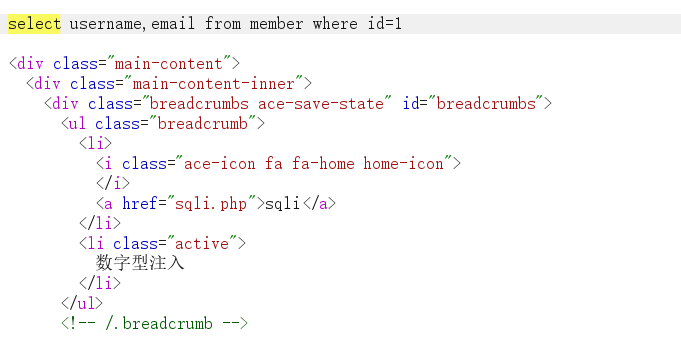 select username,email from member where id=1
<div class="main-content">
<div class="main-content-inner">
<div class="breadcrumbs ace-save-state" id="breadcrumbs">
<ul class="breadcrumb">
<li>
<i class="ace-icon fa fa-home home-icon">
</i>
<a href="sqli.php">sqli</a>
</li>
<li class="active">
数字型注入
</li>
</ul>
<!-- /.breadcrumb -->